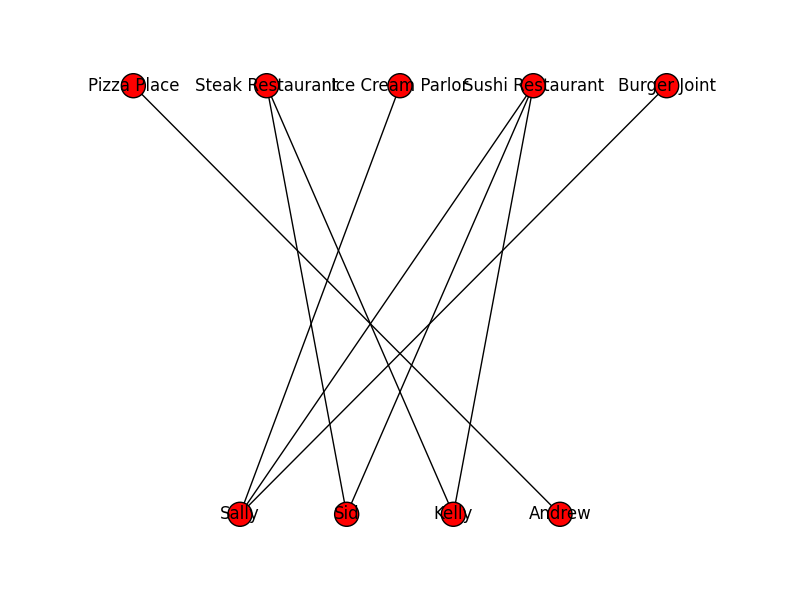 Pizza Place
Steak Restaurant
Ice Cream Parlor
Sushi Restaurant
Burger Joint
Sally
Sid
Kelly
Andrew